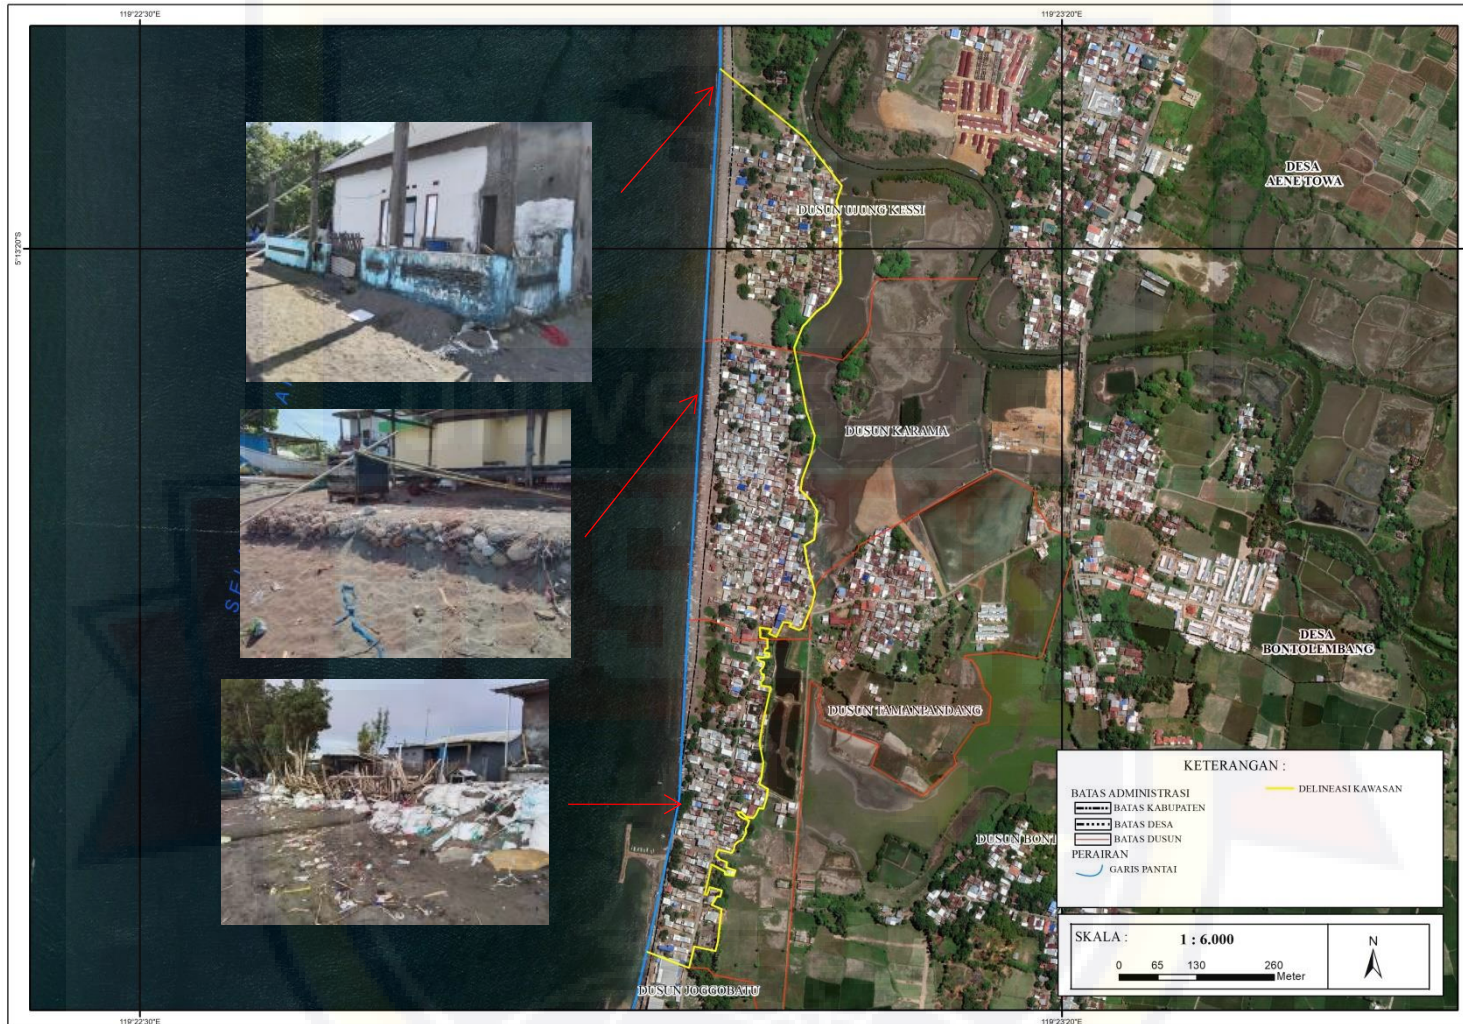 119°22'30"E
119°23'20"E
5°13'20"S
DESA
AENE TOWA
DUSUN UJUNG KESSI
DUSUN KARAMA
DESA
BONTOLEMBANG
DUSUN TAMANPANDANG
DUSUN BONT
DUSUN JOGGOBATU
KETERANGAN :
BATAS ADMINISTRASI
BATAS KABUPATEN
BATAS DESA
BATAS DUSUN
PERAIRAN
GARIS PANTAI
DELINEASI KAWASAN
SKALA :
1 : 6.000
0 65 130 260
Meter
N
119°22'30"E
119°23'20"E